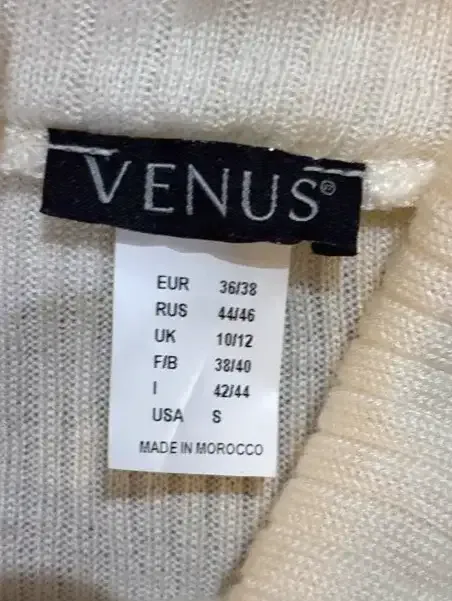 VENUS®
EUR 36/38
RUS 44/46
UK 10/12
F/B 38/40
I 42/44
USA S
MADE IN MOROCCO